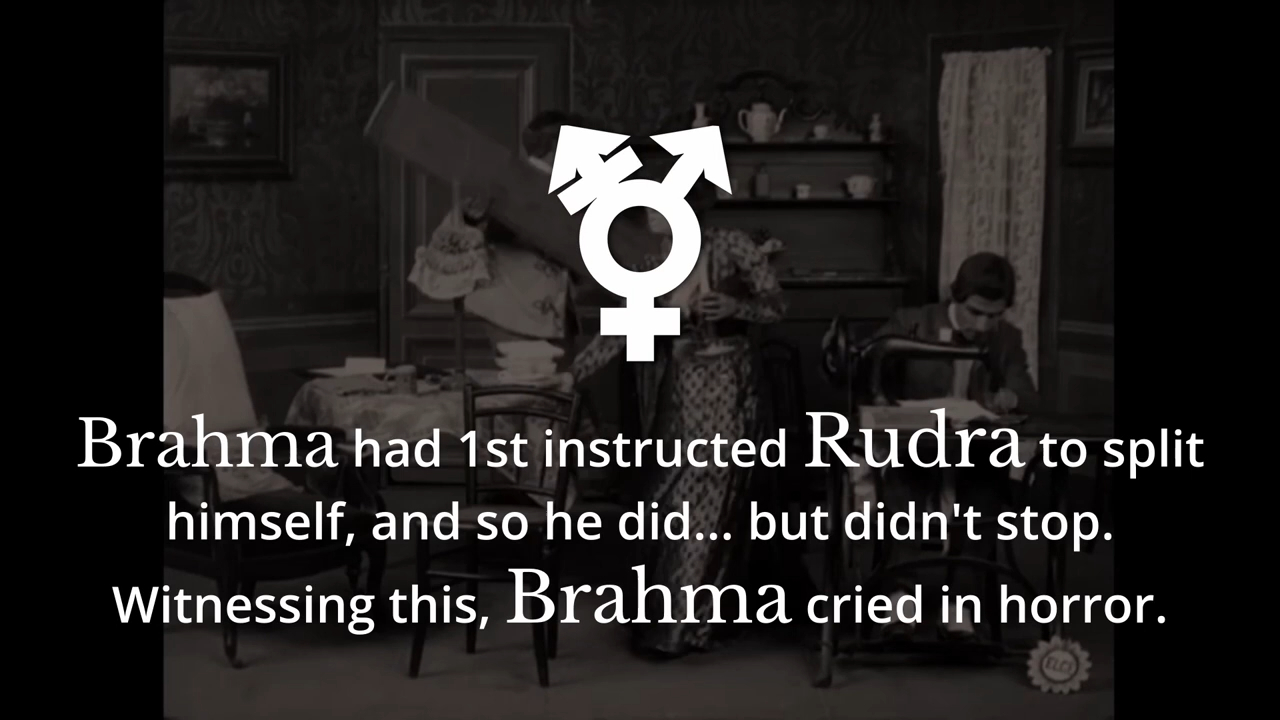 Brahma had 1st instructed Rudra to split
himself, and so he did... but didn't stop.
Witnessing this, Brahma cried in horror.